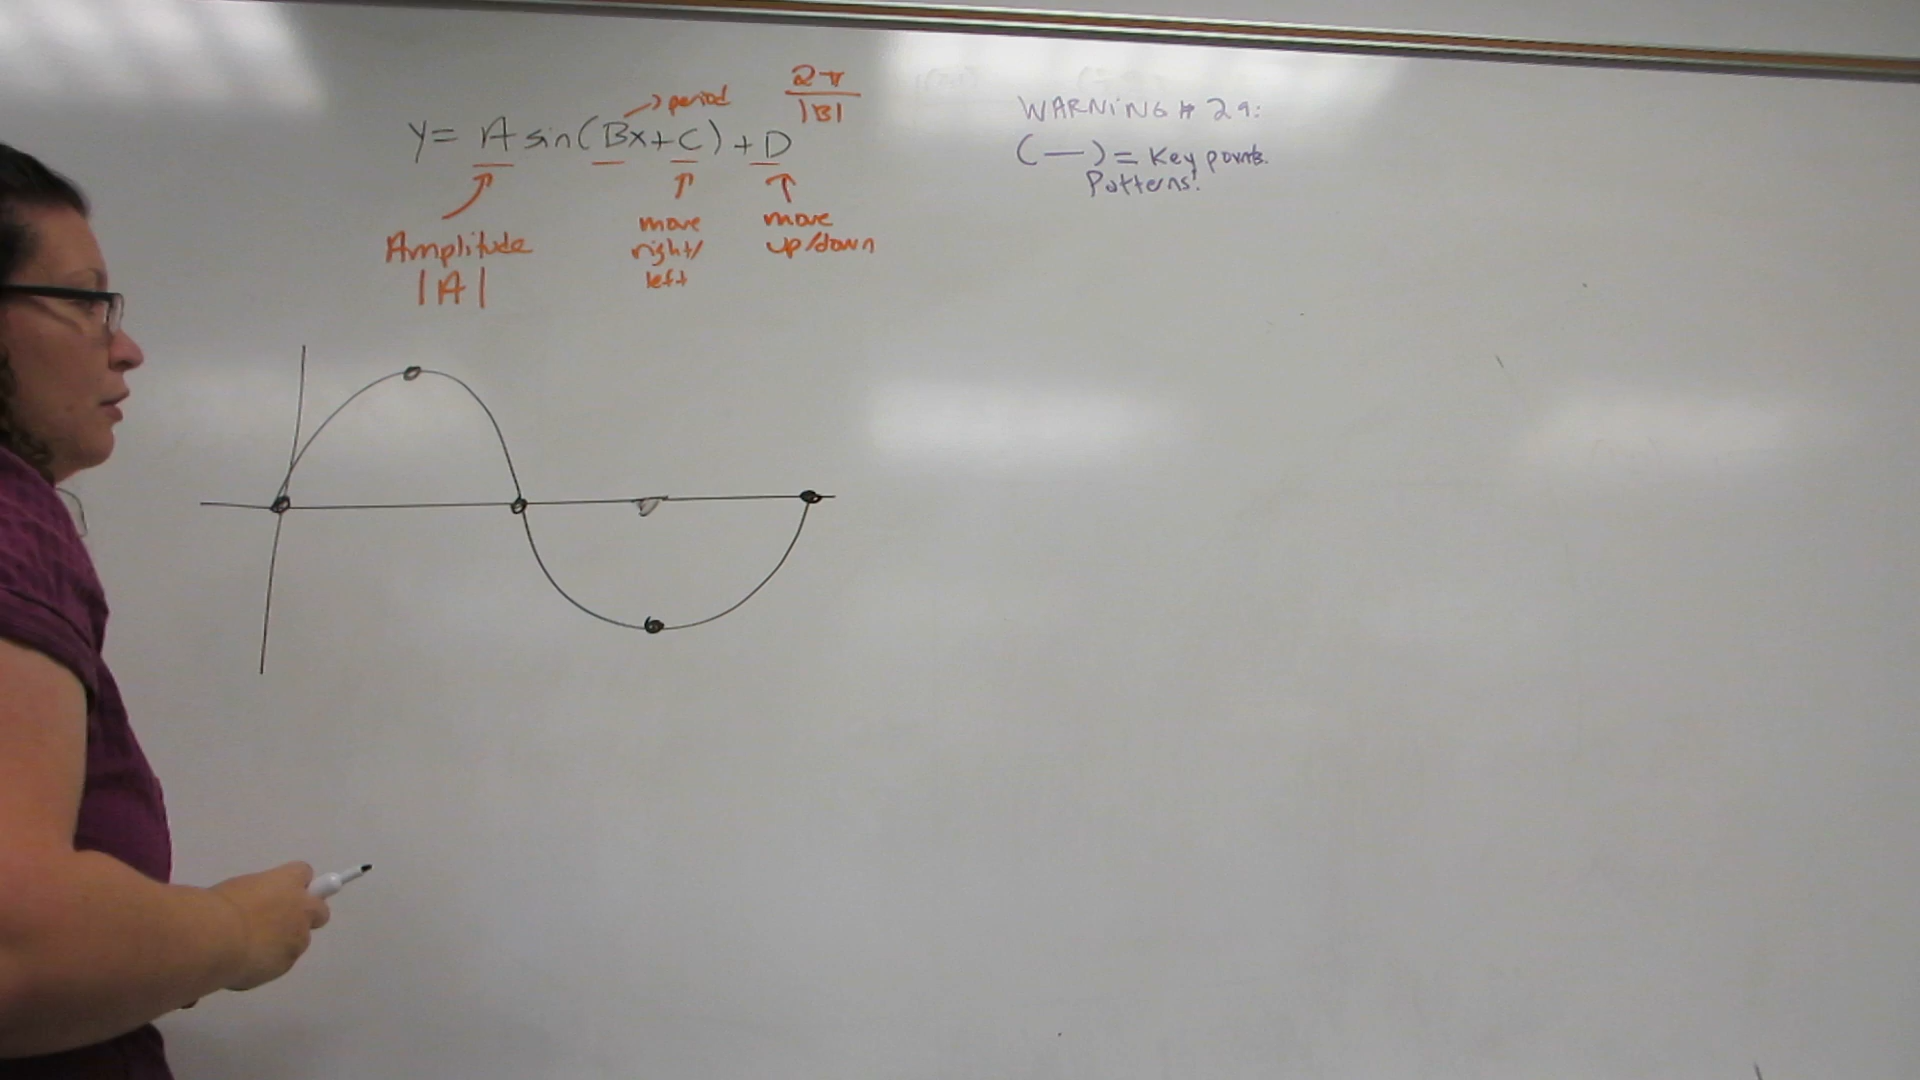 y = A sin(Bx+C) + D
period
2π
|B|
Amplitude
|A|
move
right/
left
move
up/down
WARNING # 29:
(—) = Key points.
Patterns!